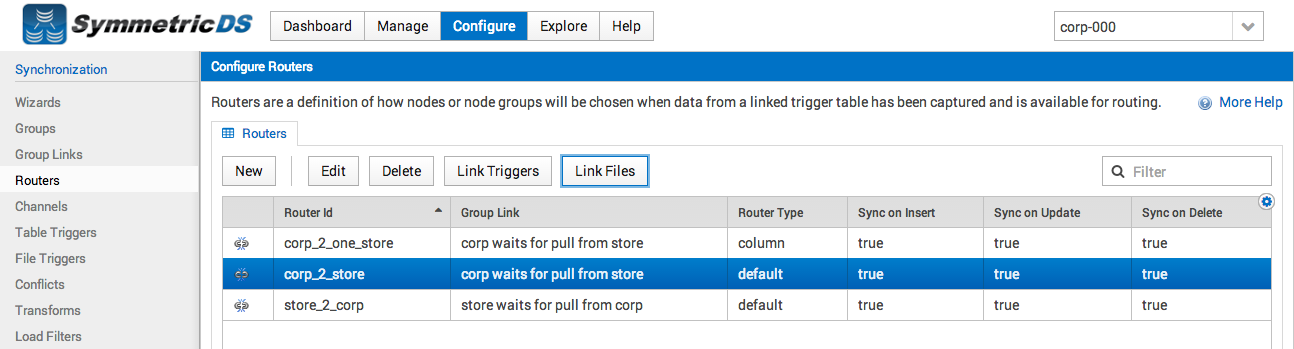 SymmetricDS
Dashboard Manage Configure Explore Help
corp-000
Synchronization
Wizards
Groups
Group Links
Routers
Channels
Table Triggers
File Triggers
Conflicts
Transforms
Load Filters
Configure Routers
Routers are a definition of how nodes or node groups will be chosen when data from a linked trigger table has been captured and is available for routing.
More Help
Routers
New Edit Delete Link Triggers Link Files
Filter
Router Id Group Link Router Type Sync on Insert Sync on Update Sync on Delete
corp_2_one_store corp waits for pull from store column true true true
corp_2_store corp waits for pull from store default true true true
store_2_corp store waits for pull from corp default true true true